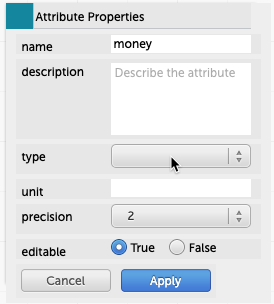 Attribute Properties
name money
description Describe the attribute
type
unit
precision 2
editable True False
Cancel Apply